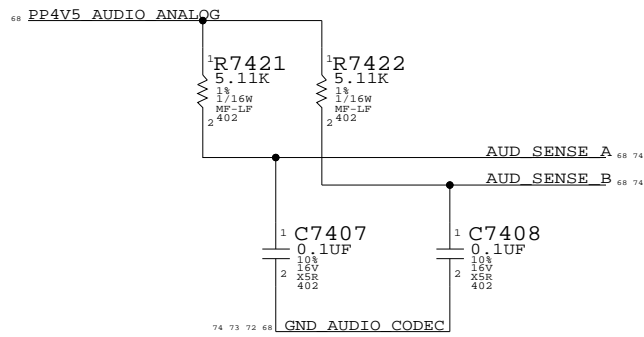 68 PP4V5_AUDIO_ANALOG
1 R7421
5.11K
1%
1/16W
MF-LF
2 402
1 R7422
5.11K
1%
1/16W
MF-LF
2 402
AUD_SENSE_A 68 74
AUD_SENSE_B 68 74
1 C7407
0.1UF
10%
2 16V
X5R
402
1 C7408
0.1UF
10%
2 16V
X5R
402
74 73 72 68 GND_AUDIO_CODEC